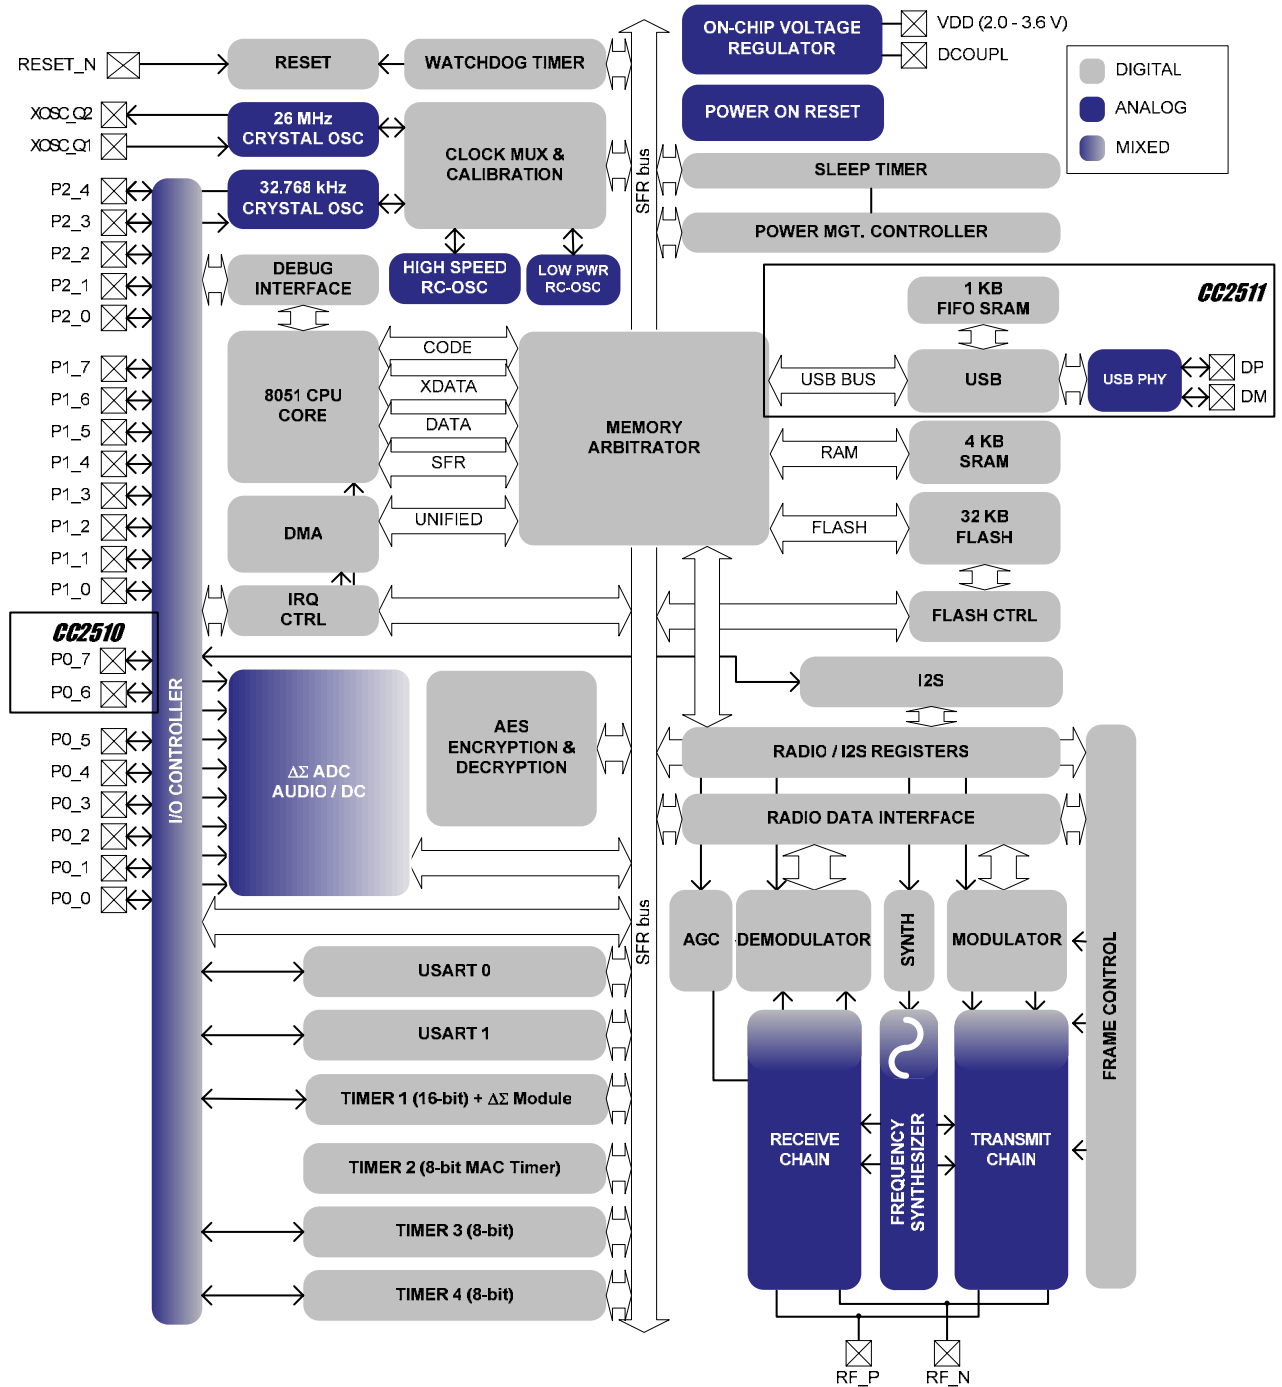 ON-CHIP VOLTAGE
REGULATOR
VDD (2.0 - 3.6 V)
DCOUPL
DIGITAL
ANALOG
MIXED
RESET_N
RESET
WATCHDOG TIMER
POWER ON RESET
XOSC_Q2
XOSC_Q1
26 MHz
CRYSTAL OSC
CLOCK MUX &
CALIBRATION
SFR bus
SLEEP TIMER
32.768 kHz
CRYSTAL OSC
POWER MGT. CONTROLLER
P2_4
P2_3
P2_2
P2_1
P2_0
DEBUG
INTERFACE
HIGH SPEED
RC-OSC
LOW PWR
RC-OSC
1 KB
FIFO SRAM
CC2511
P1_7
P1_6
P1_5
P1_4
P1_3
P1_2
P1_1
P1_0
8051 CPU
CORE
CODE
XDATA
DATA
SFR
UNIFIED
MEMORY
ARBITRATOR
USB BUS
USB
USB PHY
DP
DM
RAM
4 KB
SRAM
DMA
FLASH
32 KB
FLASH
IRQ
CTRL
FLASH CTRL
CC2510
P0_7
P0_6
I/O CONTROLLER
I2S
P0_5
P0_4
P0_3
P0_2
P0_1
P0_0
ΔΣ ADC
AUDIO / DC
AES
ENCRYPTION &
DECRYPTION
RADIO / I2S REGISTERS
RADIO DATA INTERFACE
SFR bus
AGC
DEMODULATOR
SYNTH
MODULATOR
FRAME CONTROL
USART 0
USART 1
TIMER 1 (16-bit) + ΔΣ Module
TIMER 2 (8-bit MAC Timer)
TIMER 3 (8-bit)
TIMER 4 (8-bit)
RECEIVE
CHAIN
FREQUENCY
SYNTHESIZER
TRANSMIT
CHAIN
RF_P
RF_N